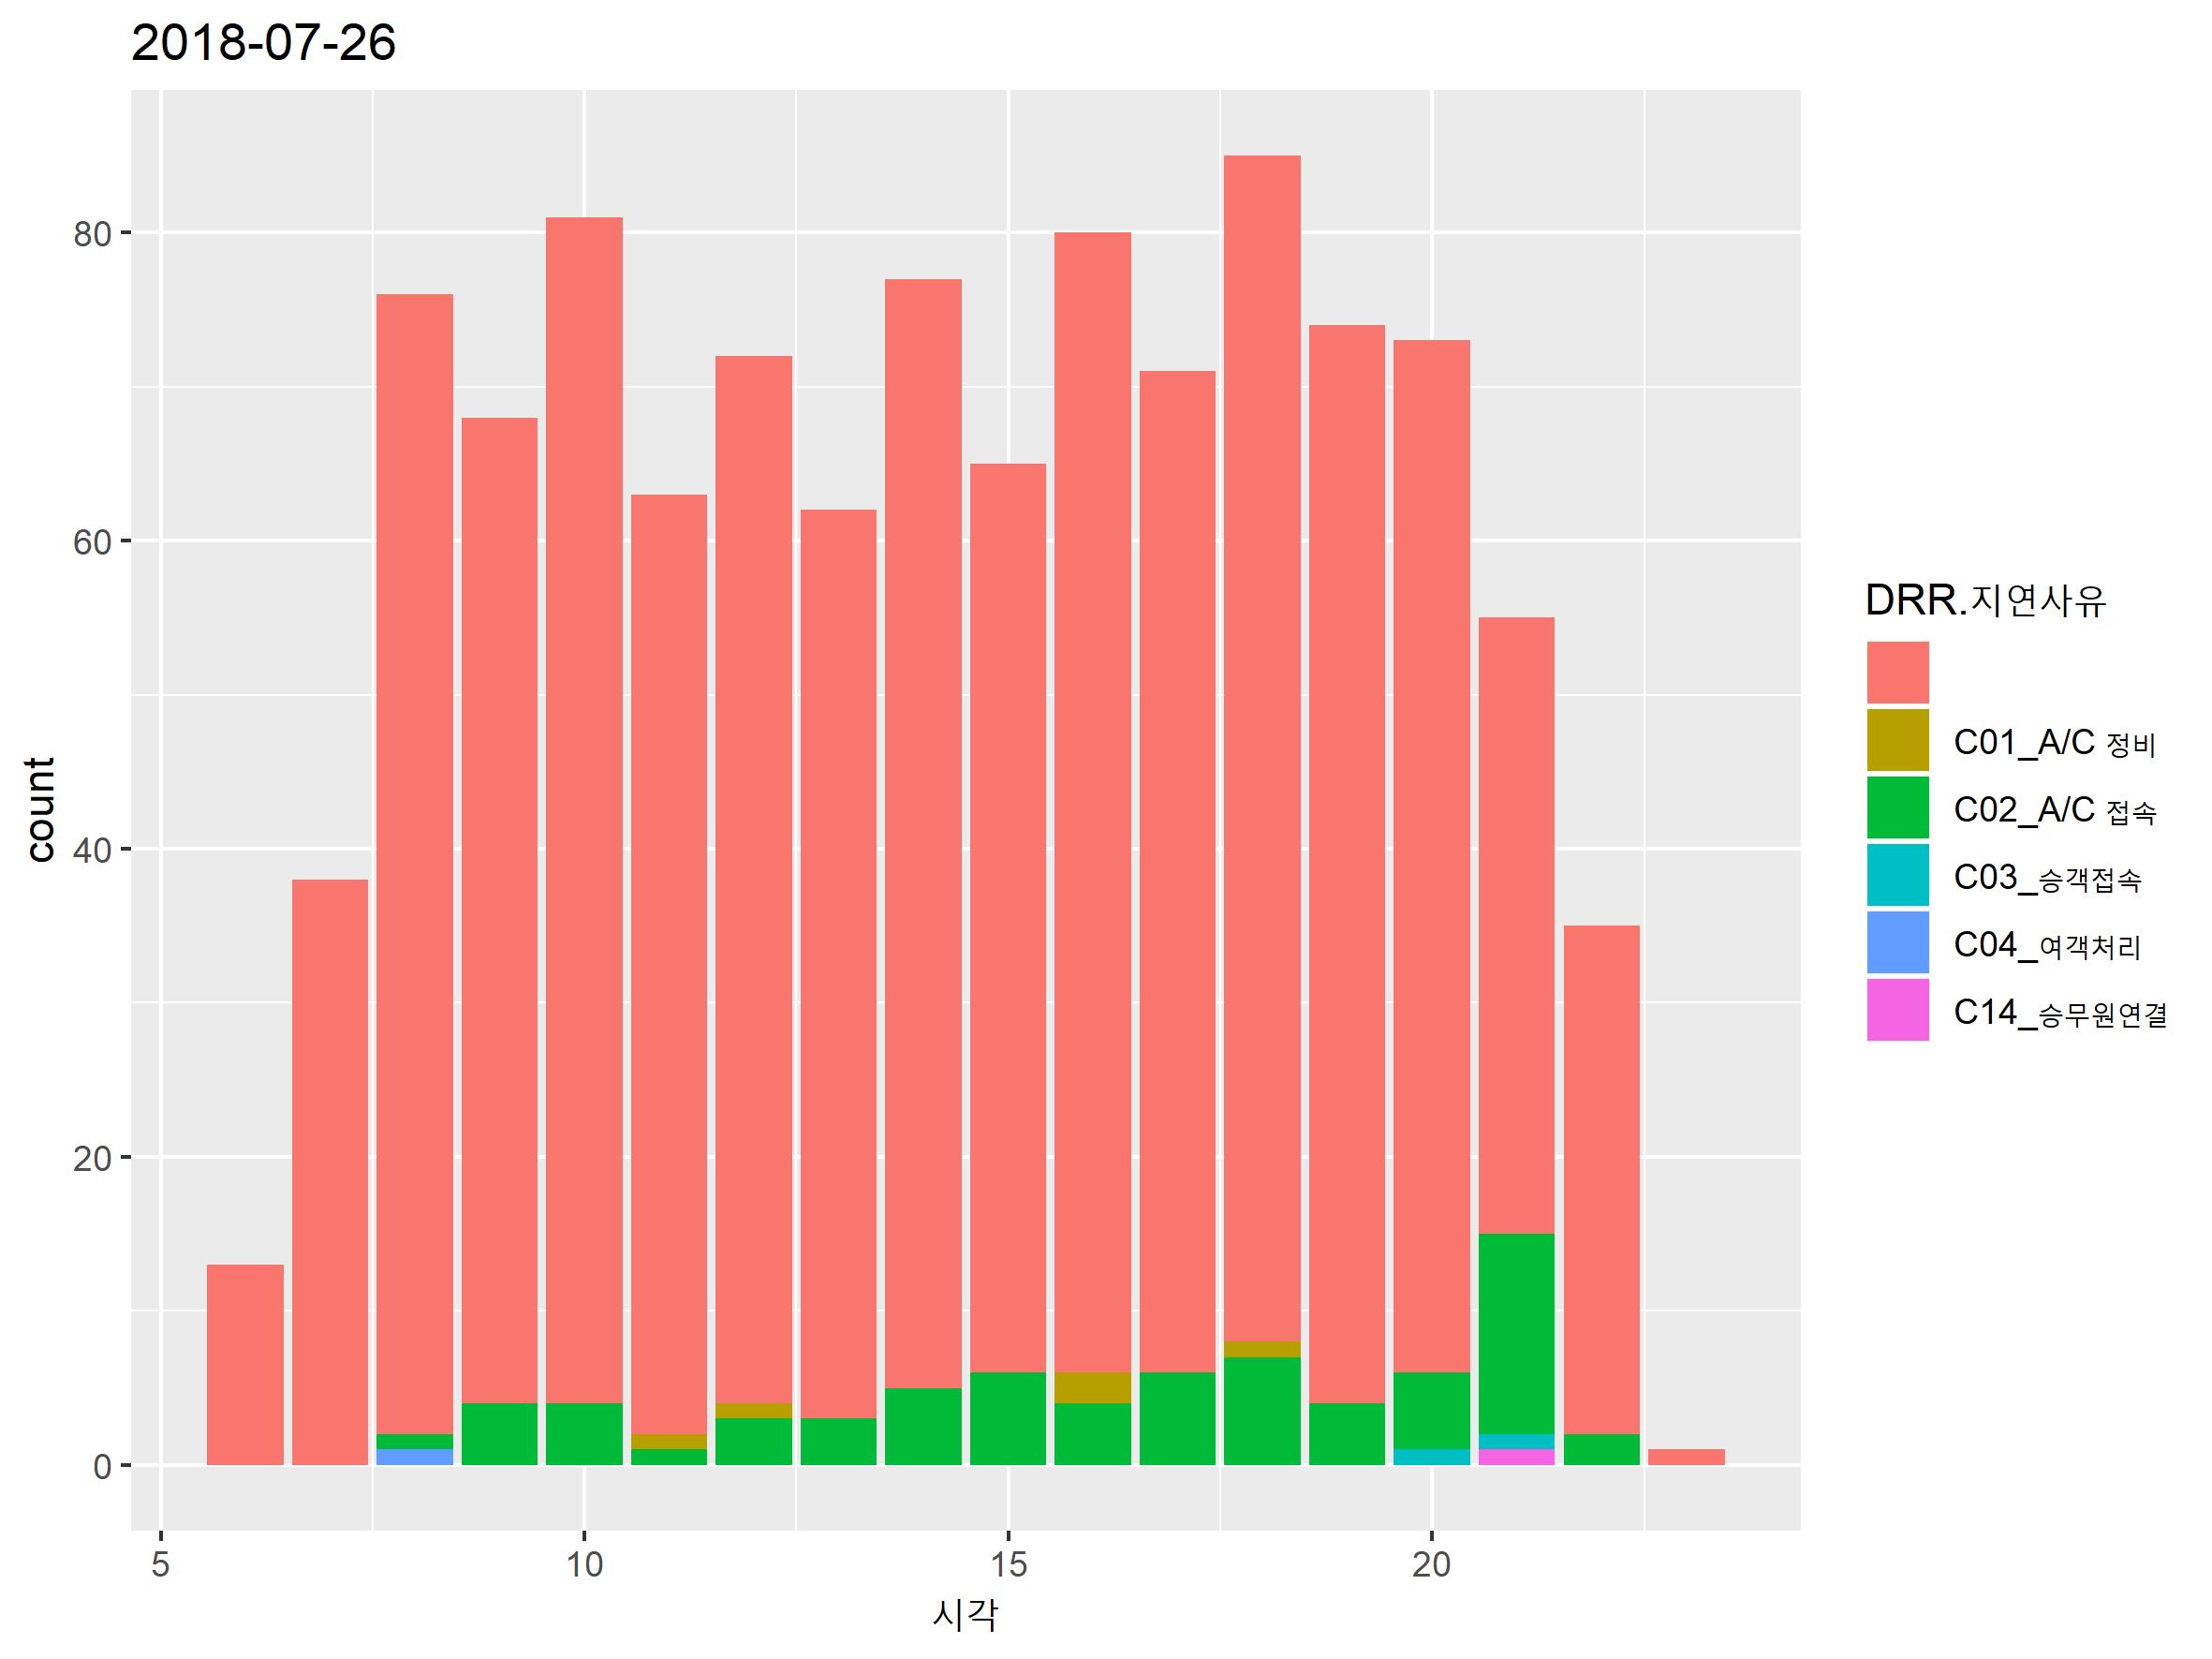 2018-07-26
count
80
60
40
20
0
5 10 15 20
시각
DRR.지연사유
C01_A/C 정비
C02_A/C 접속
C03_승객접속
C04_여객처리
C14_승무원연결